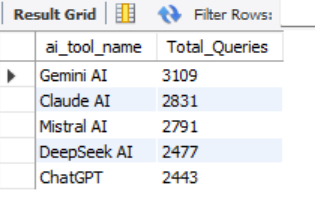 Result Grid Filter Rows:
ai_tool_name Total_Queries
Gemini AI 3109
Claude AI 2831
Mistral AI 2791
DeepSeek AI 2477
ChatGPT 2443